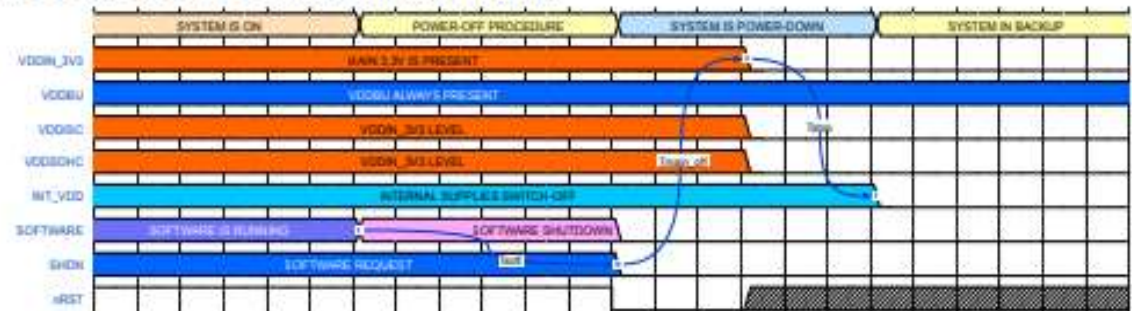 SYSTEM IS ON POWER-OFF PROCEDURE SYSTEM IS POWER-DOWN SYSTEM IN BACKUP
VDDIN_3V3 MAIN 3.3V IS PRESENT
VDDBU VDDBU ALWAYS PRESENT
VDDISC VDDIN_3V3 LEVEL
VDDSDHC VDDIN_3V3 LEVEL
Tmain_off
INT_VDD INTERNAL SUPPLIES SWITCH-OFF
SOFTWARE SOFTWARE IS RUNNING SOFTWARE SHUTDOWN
SHDN SOFTWARE REQUEST
nRST